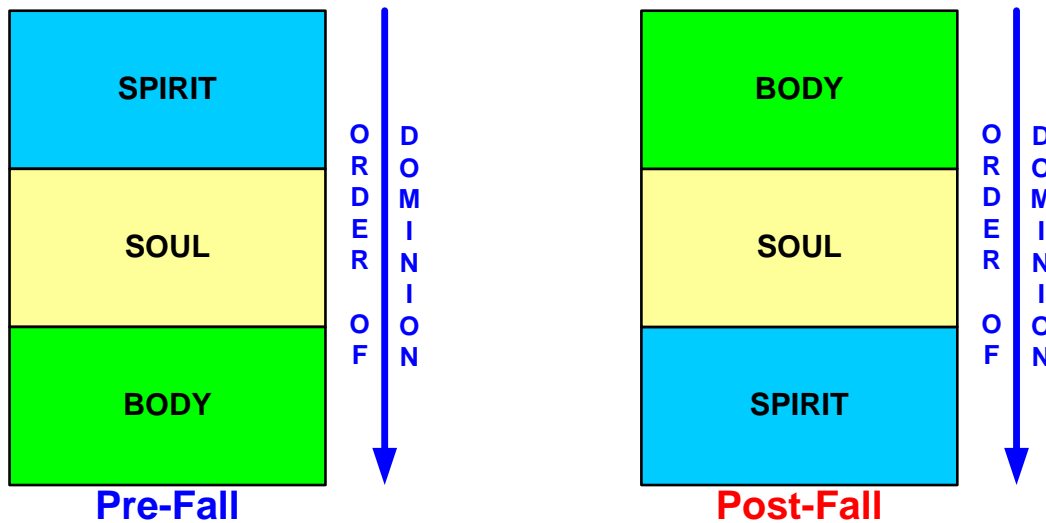 SPIRIT
SOUL
BODY
ORDER OF
DOMINION
Pre-Fall
BODY
SOUL
SPIRIT
ORDER OF
DOMINION
Post-Fall